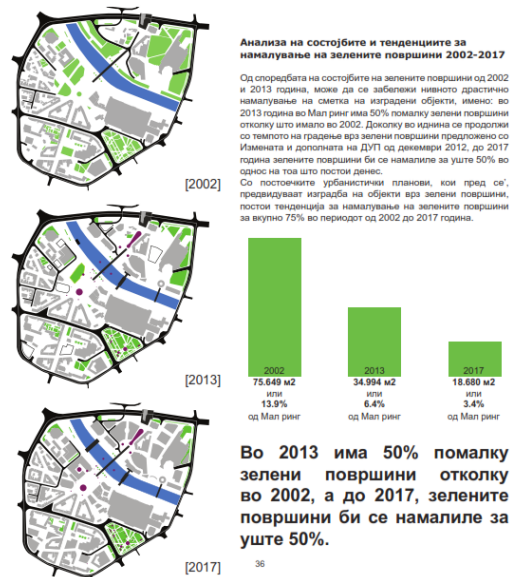 [2002]
[2013]
[2017]
Анализа на состојбите и тенденциите за
намалување на зелените површини 2002-2017
Од споредбата на состојбите на зелените површини од 2002
и 2013 година, може да се забележи нивното драстично
намалување на сметка на изградени објекти, имено: во
2013 година во Мал ринг има 50% помалку зелени површини
отколку што имало во 2002. Доколку во иднина се продолжи
со темпото на градење врз зелени површини предложено со
Измената и дополната на ДУП од декември 2012, до 2017
година зелените површини би се намалиле за уште 50% во
однос на тоа што постои денес.
Со постоечките урбанистички планови, кои пред се’,
предвидуваат изградба на објекти врз зелени површини,
постои тенденција за намалување на зелените површини
за вкупно 75% во периодот од 2002 до 2017 година.
2002
75.649 м2
или
13.9%
од Мал ринг
2013
34.994 м2
или
6.4%
од Мал ринг
2017
18.680 м2
или
3.4%
од Мал ринг
Во 2013 има 50% помалку
зелени површини отколку
во 2002, а до 2017, зелените
површини би се намалиле за
уште 50%.
36